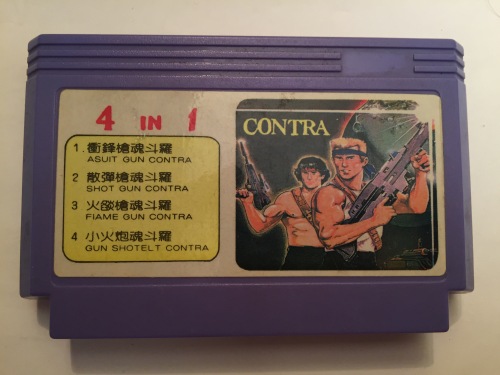 4 IN 1
CONTRA
1. 衝鋒槍魂斗羅
ASUIT GUN CONTRA
2 散彈槍魂斗羅
SHOT GUN CONTRA
3 火燄槍魂斗羅
FIAME GUN CONTRA
4 小火炮魂斗羅
GUN SHOTELT CONTRA